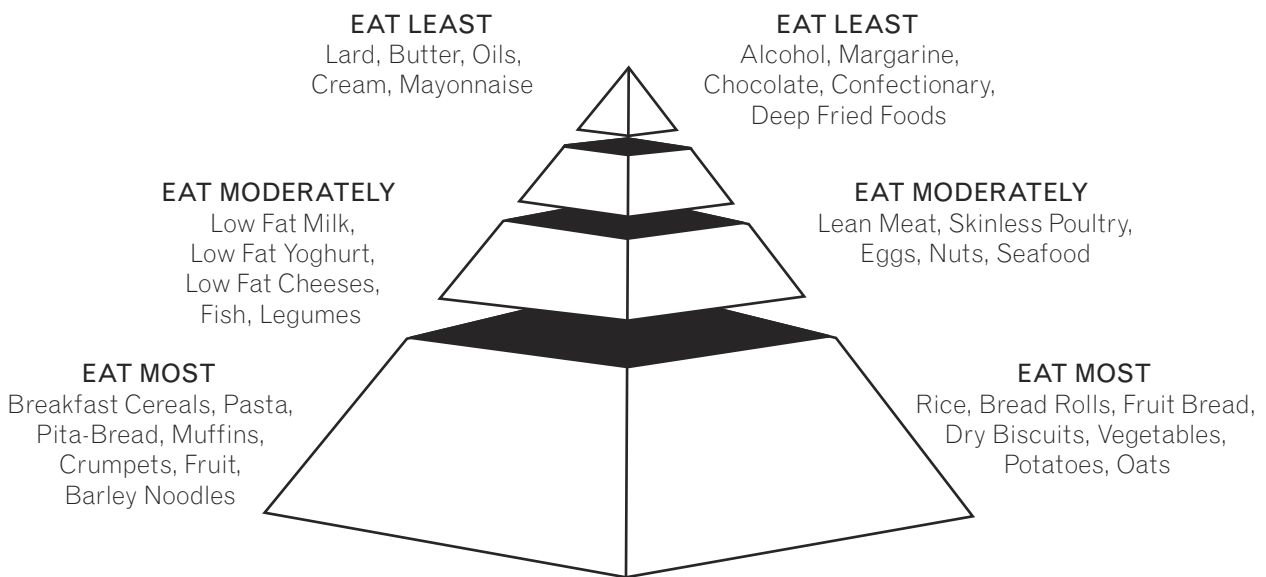 EAT LEAST
Lard, Butter, Oils,
Cream, Mayonnaise
EAT LEAST
Alcohol, Margarine,
Chocolate, Confectionary,
Deep Fried Foods
EAT MODERATELY
Low Fat Milk,
Low Fat Yoghurt,
Low Fat Cheeses,
Fish, Legumes
EAT MODERATELY
Lean Meat, Skinless Poultry,
Eggs, Nuts, Seafood
EAT MOST
Breakfast Cereals, Pasta,
Pita-Bread, Muffins,
Crumpets, Fruit,
Barley Noodles
EAT MOST
Rice, Bread Rolls, Fruit Bread,
Dry Biscuits, Vegetables,
Potatoes, Oats